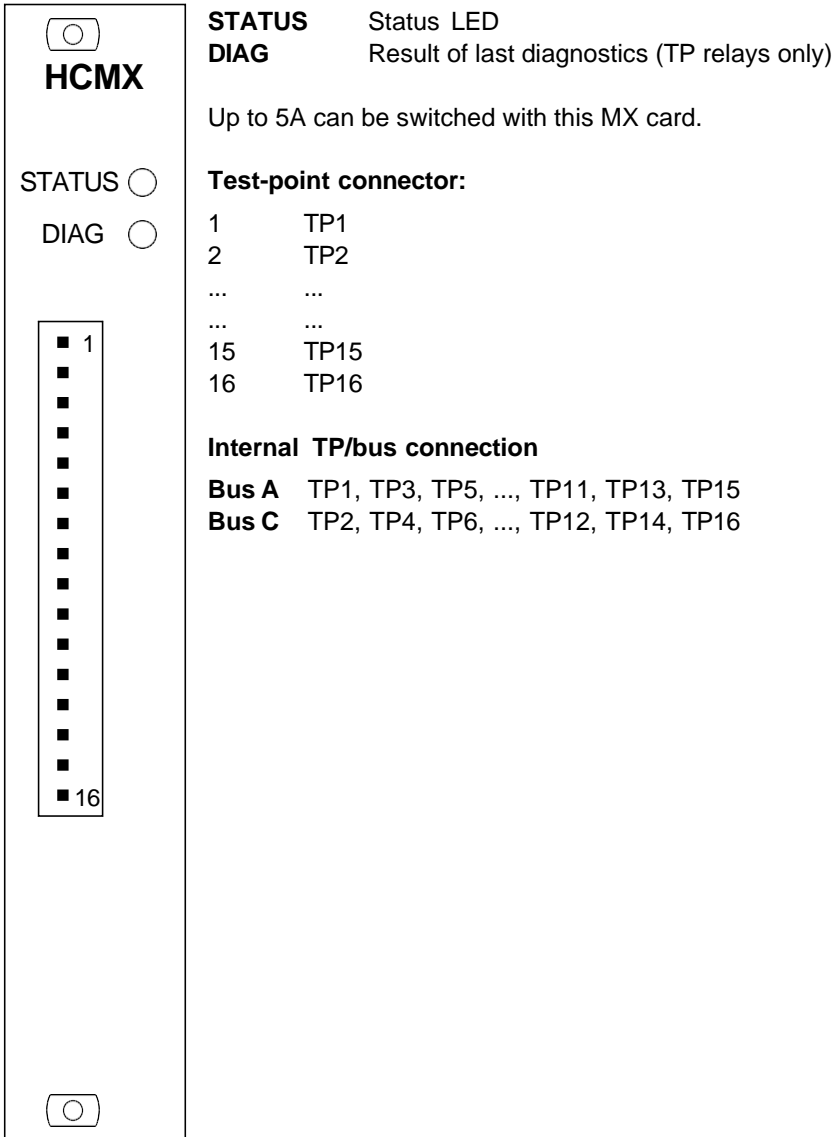 HCMX
STATUS
DIAG
1
16
STATUS Status LED
DIAG Result of last diagnostics (TP relays only)
Up to 5A can be switched with this MX card.
Test-point connector:
1 TP1
2 TP2
... ...
... ...
15 TP15
16 TP16
Internal TP/bus connection
Bus A TP1, TP3, TP5, ..., TP11, TP13, TP15
Bus C TP2, TP4, TP6, ..., TP12, TP14, TP16